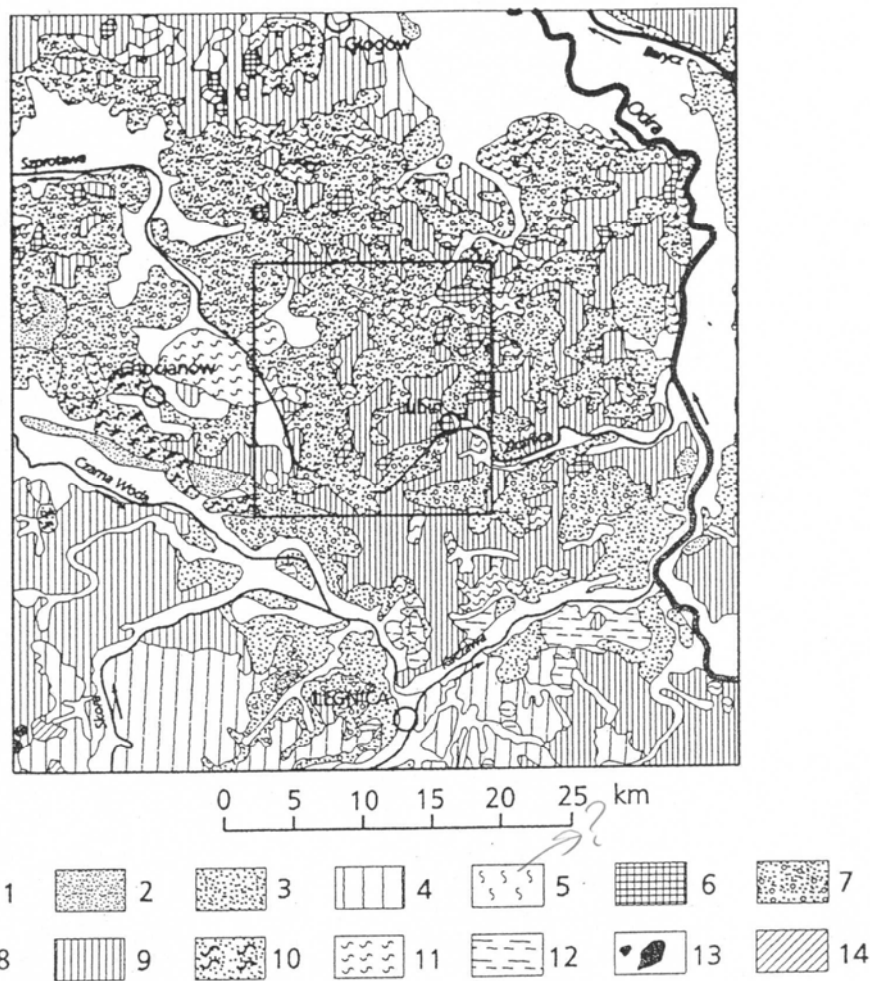 Głogów
Barycz
Odra
Szprotawa
Chocianów
Lubin
Zimnica
Czarna Woda
Kaczawa
Skora
LEGNICA
0 5 10 15 20 25 km
?
1 2 3 4 5 6 7
8 9 10 11 12 13 14